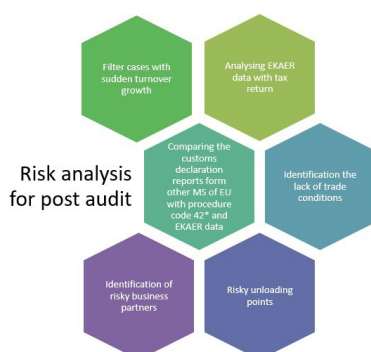 Filter cases with
sudden turnover
growth
Analysing EKAER
data with tax
return
Risk analysis
for post audit
Comparing the
customs
declaration
reports form
other MS of EU
with procedure
code 42* and
EKAER data
Identification the
lack of trade
conditions
Identification of
risky business
partners
Risky unloading
points